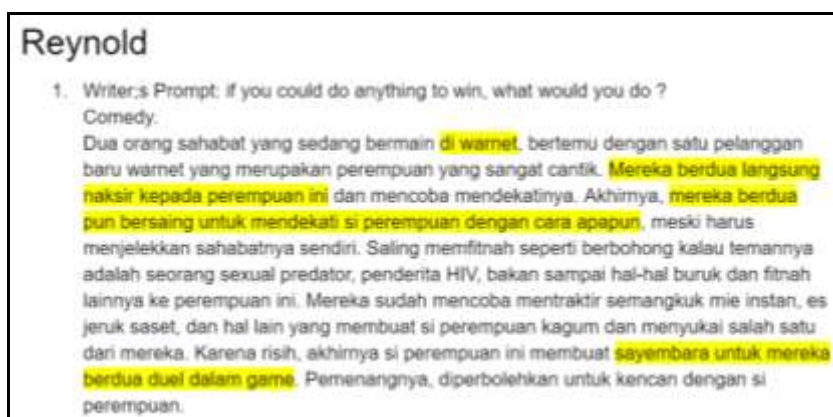 Reynold
1. Writer;s Prompt: if you could do anything to win, what would you do ?
Comedy.
Dua orang sahabat yang sedang bermain di warnet, bertemu dengan satu pelanggan
baru warnet yang merupakan perempuan yang sangat cantik. Mereka berdua langsung
naksir kepada perempuan ini dan mencoba mendekatinya. Akhirnya, mereka berdua
pun bersaing untuk mendekati si perempuan dengan cara apapun, meski harus
menjelekkan sahabatnya sendiri. Saling memfitnah seperti berbohong kalau temannya
adalah seorang sexual predator, penderita HIV, bakan sampai hal-hal buruk dan fitnah
lainnya ke perempuan ini. Mereka sudah mencoba mentraktir semangkuk mie instan, es
jeruk saset, dan hal lain yang membuat si perempuan kagum dan menyukai salah satu
dari mereka. Karena risih, akhirnya si perempuan ini membuat sayembara untuk mereka
berdua duel dalam game. Pemenangnya, diperbolehkan untuk kencan dengan si
perempuan.